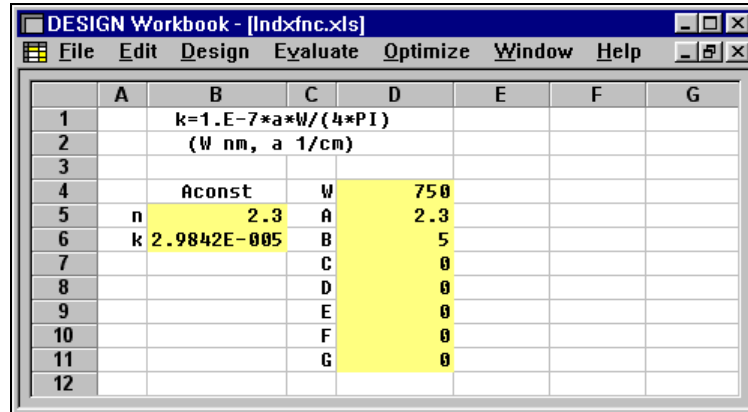 DESIGN Workbook - [Indxfnc.xls]
File Edit Design Evaluate Optimize Window Help
A B C D E F G
1 k=1.E-7*a*W/(4*PI)
2 (W nm, a 1/cm)
3
4 Aconst W 750
5 n 2.3 A 2.3
6 k 2.9842E-005 B 5
7 C 0
8 D 0
9 E 0
10 F 0
11 G 0
12